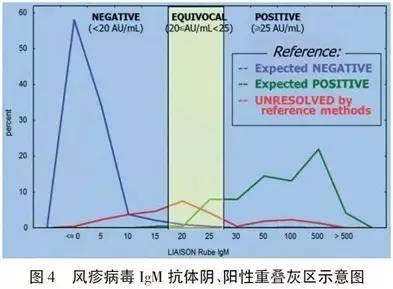 NEGATIVE EQUIVOCAL POSITIVE
(<20 AU/mL) (20≤AU/mL<25) (≥25 AU/mL)
Reference:
Expected NEGATIVE
Expected POSITIVE
UNRESOLVED by
reference methods
percent
60
50
40
30
20
10
0
<= 0 5 10 15 20 25 30 50 100 500 > 500
LIAISON Rube IgM
图 4 风疹病毒 IgM 抗体阴、阳性重叠灰区示意图